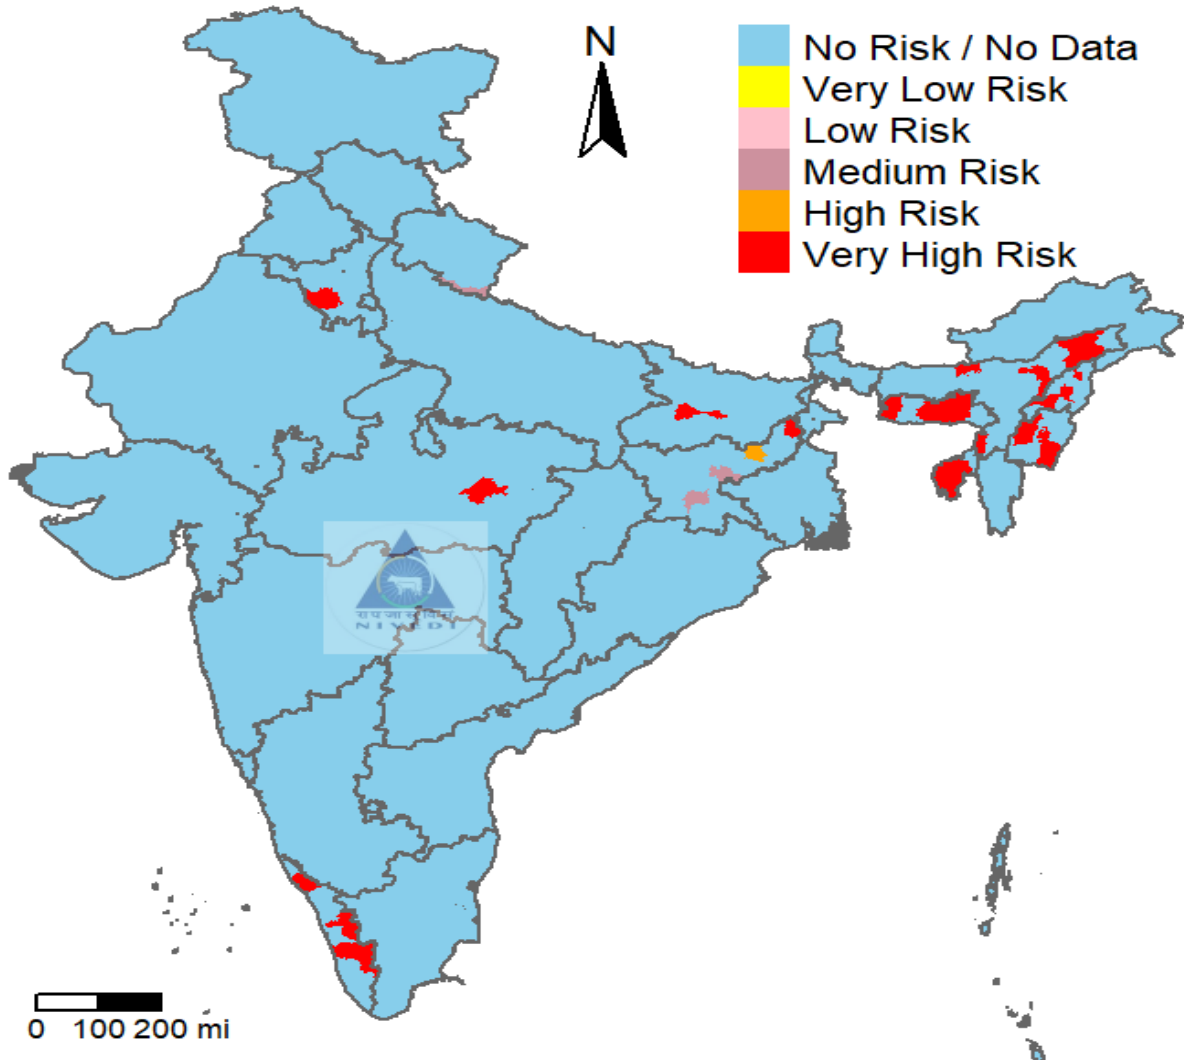 N
No Risk / No Data
Very Low Risk
Low Risk
Medium Risk
High Risk
Very High Risk
NIVEDI
0 100 200 mi